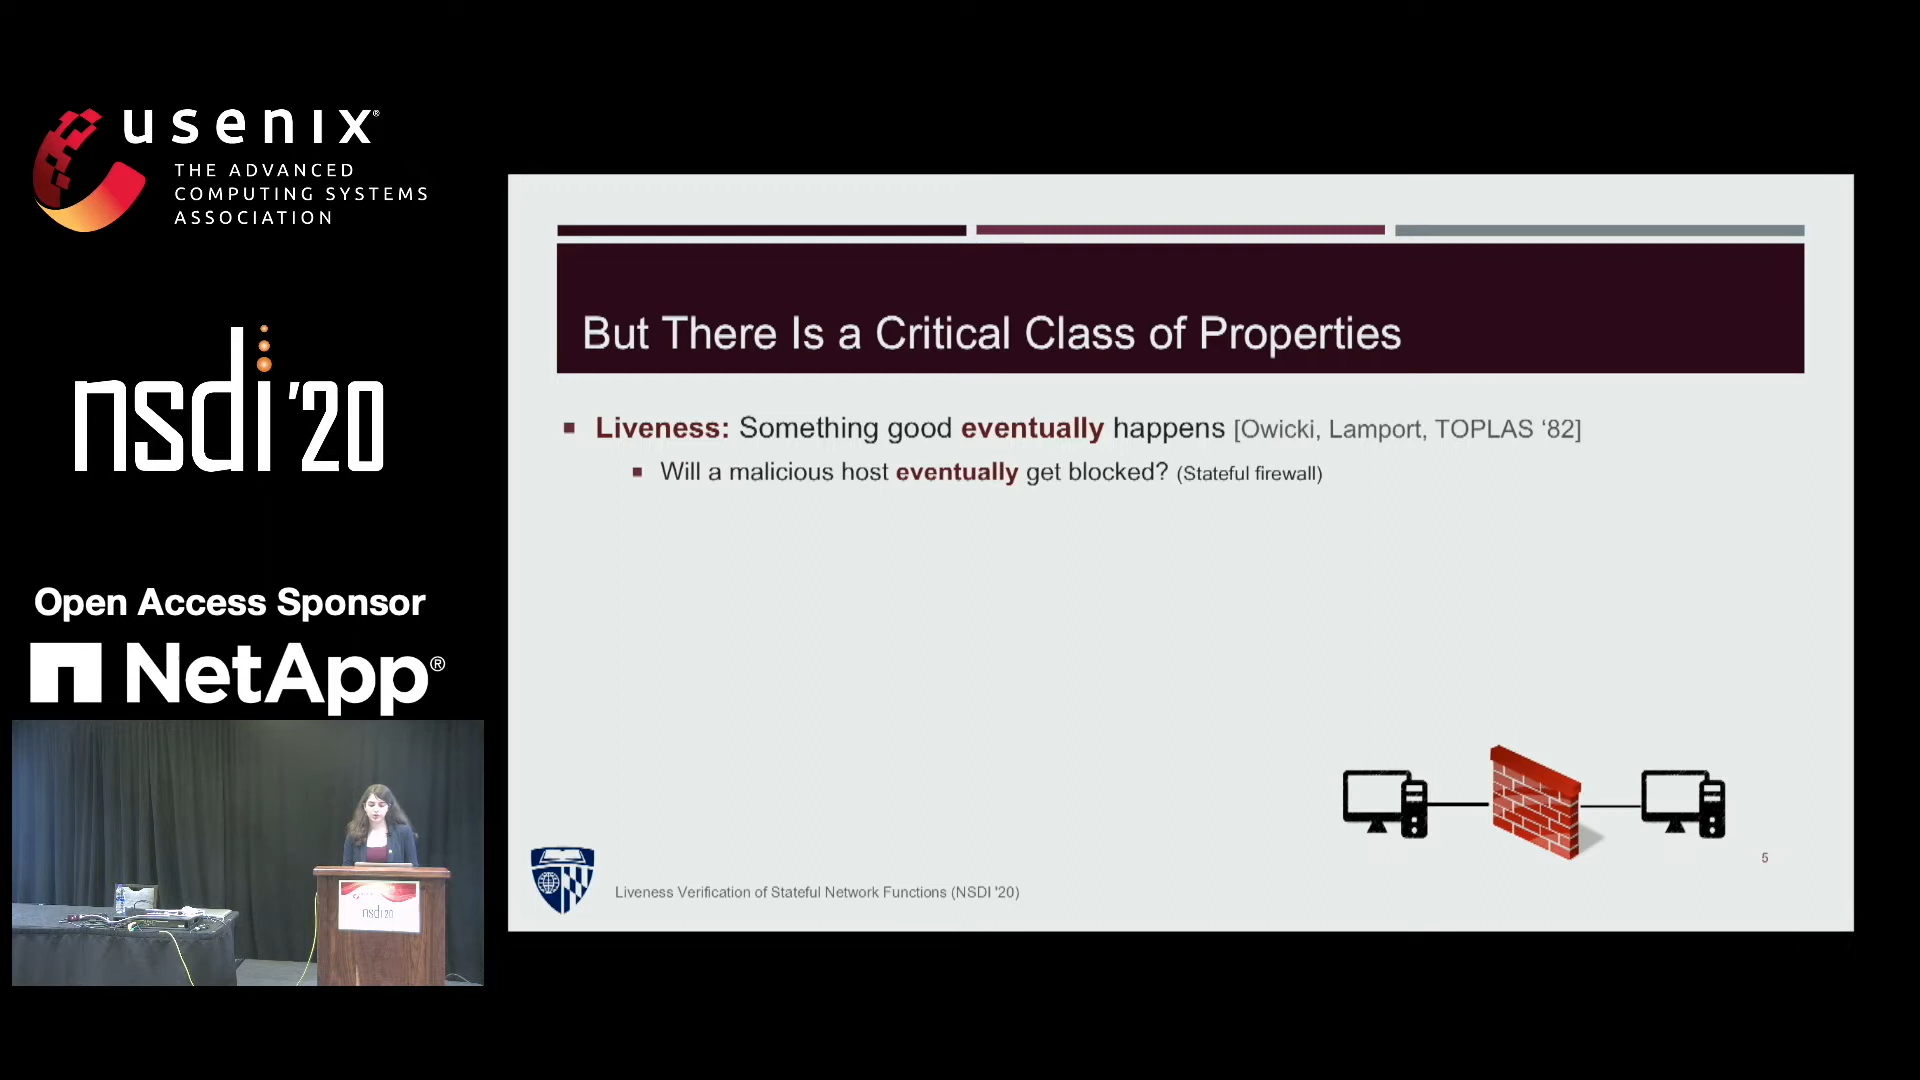 usenix®
THE ADVANCED
COMPUTING SYSTEMS
ASSOCIATION
nsdi '20
Open Access Sponsor
NetApp®
nsdi '20
But There Is a Critical Class of Properties
Liveness: Something good eventually happens [Owicki, Lamport, TOPLAS ‘82]
Will a malicious host eventually get blocked? (Stateful firewall)
5
Liveness Verification of Stateful Network Functions (NSDI '20)